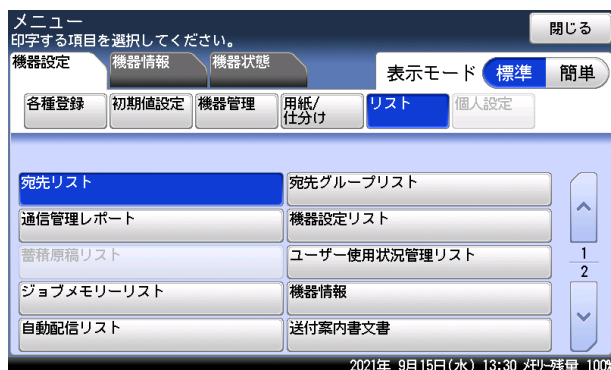 メニュー
閉じる
印字する項目を選択してください。
機器設定
機器情報
機器状態
表示モード
標準
簡単
各種登録
初期値設定
機器管理
用紙/
仕分け
リスト
個人設定
宛先リスト
宛先グループリスト
通信管理レポート
機器設定リスト
蓄積原稿リスト
ユーザー使用状況管理リスト
1
2
ジョブメモリーリスト
機器情報
自動配信リスト
送付案内書文書
2021年 9月15日(水) 13:30 メモリー残量 100%